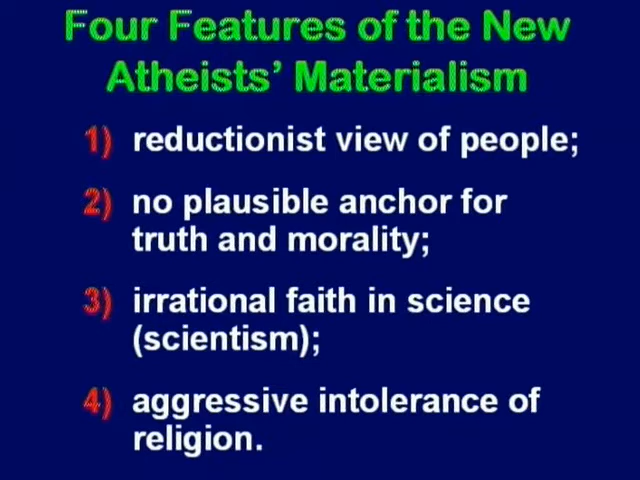 Four Features of the New
Atheists’ Materialism
1) reductionist view of people;
2) no plausible anchor for
truth and morality;
3) irrational faith in science
(scientism);
4) aggressive intolerance of
religion.